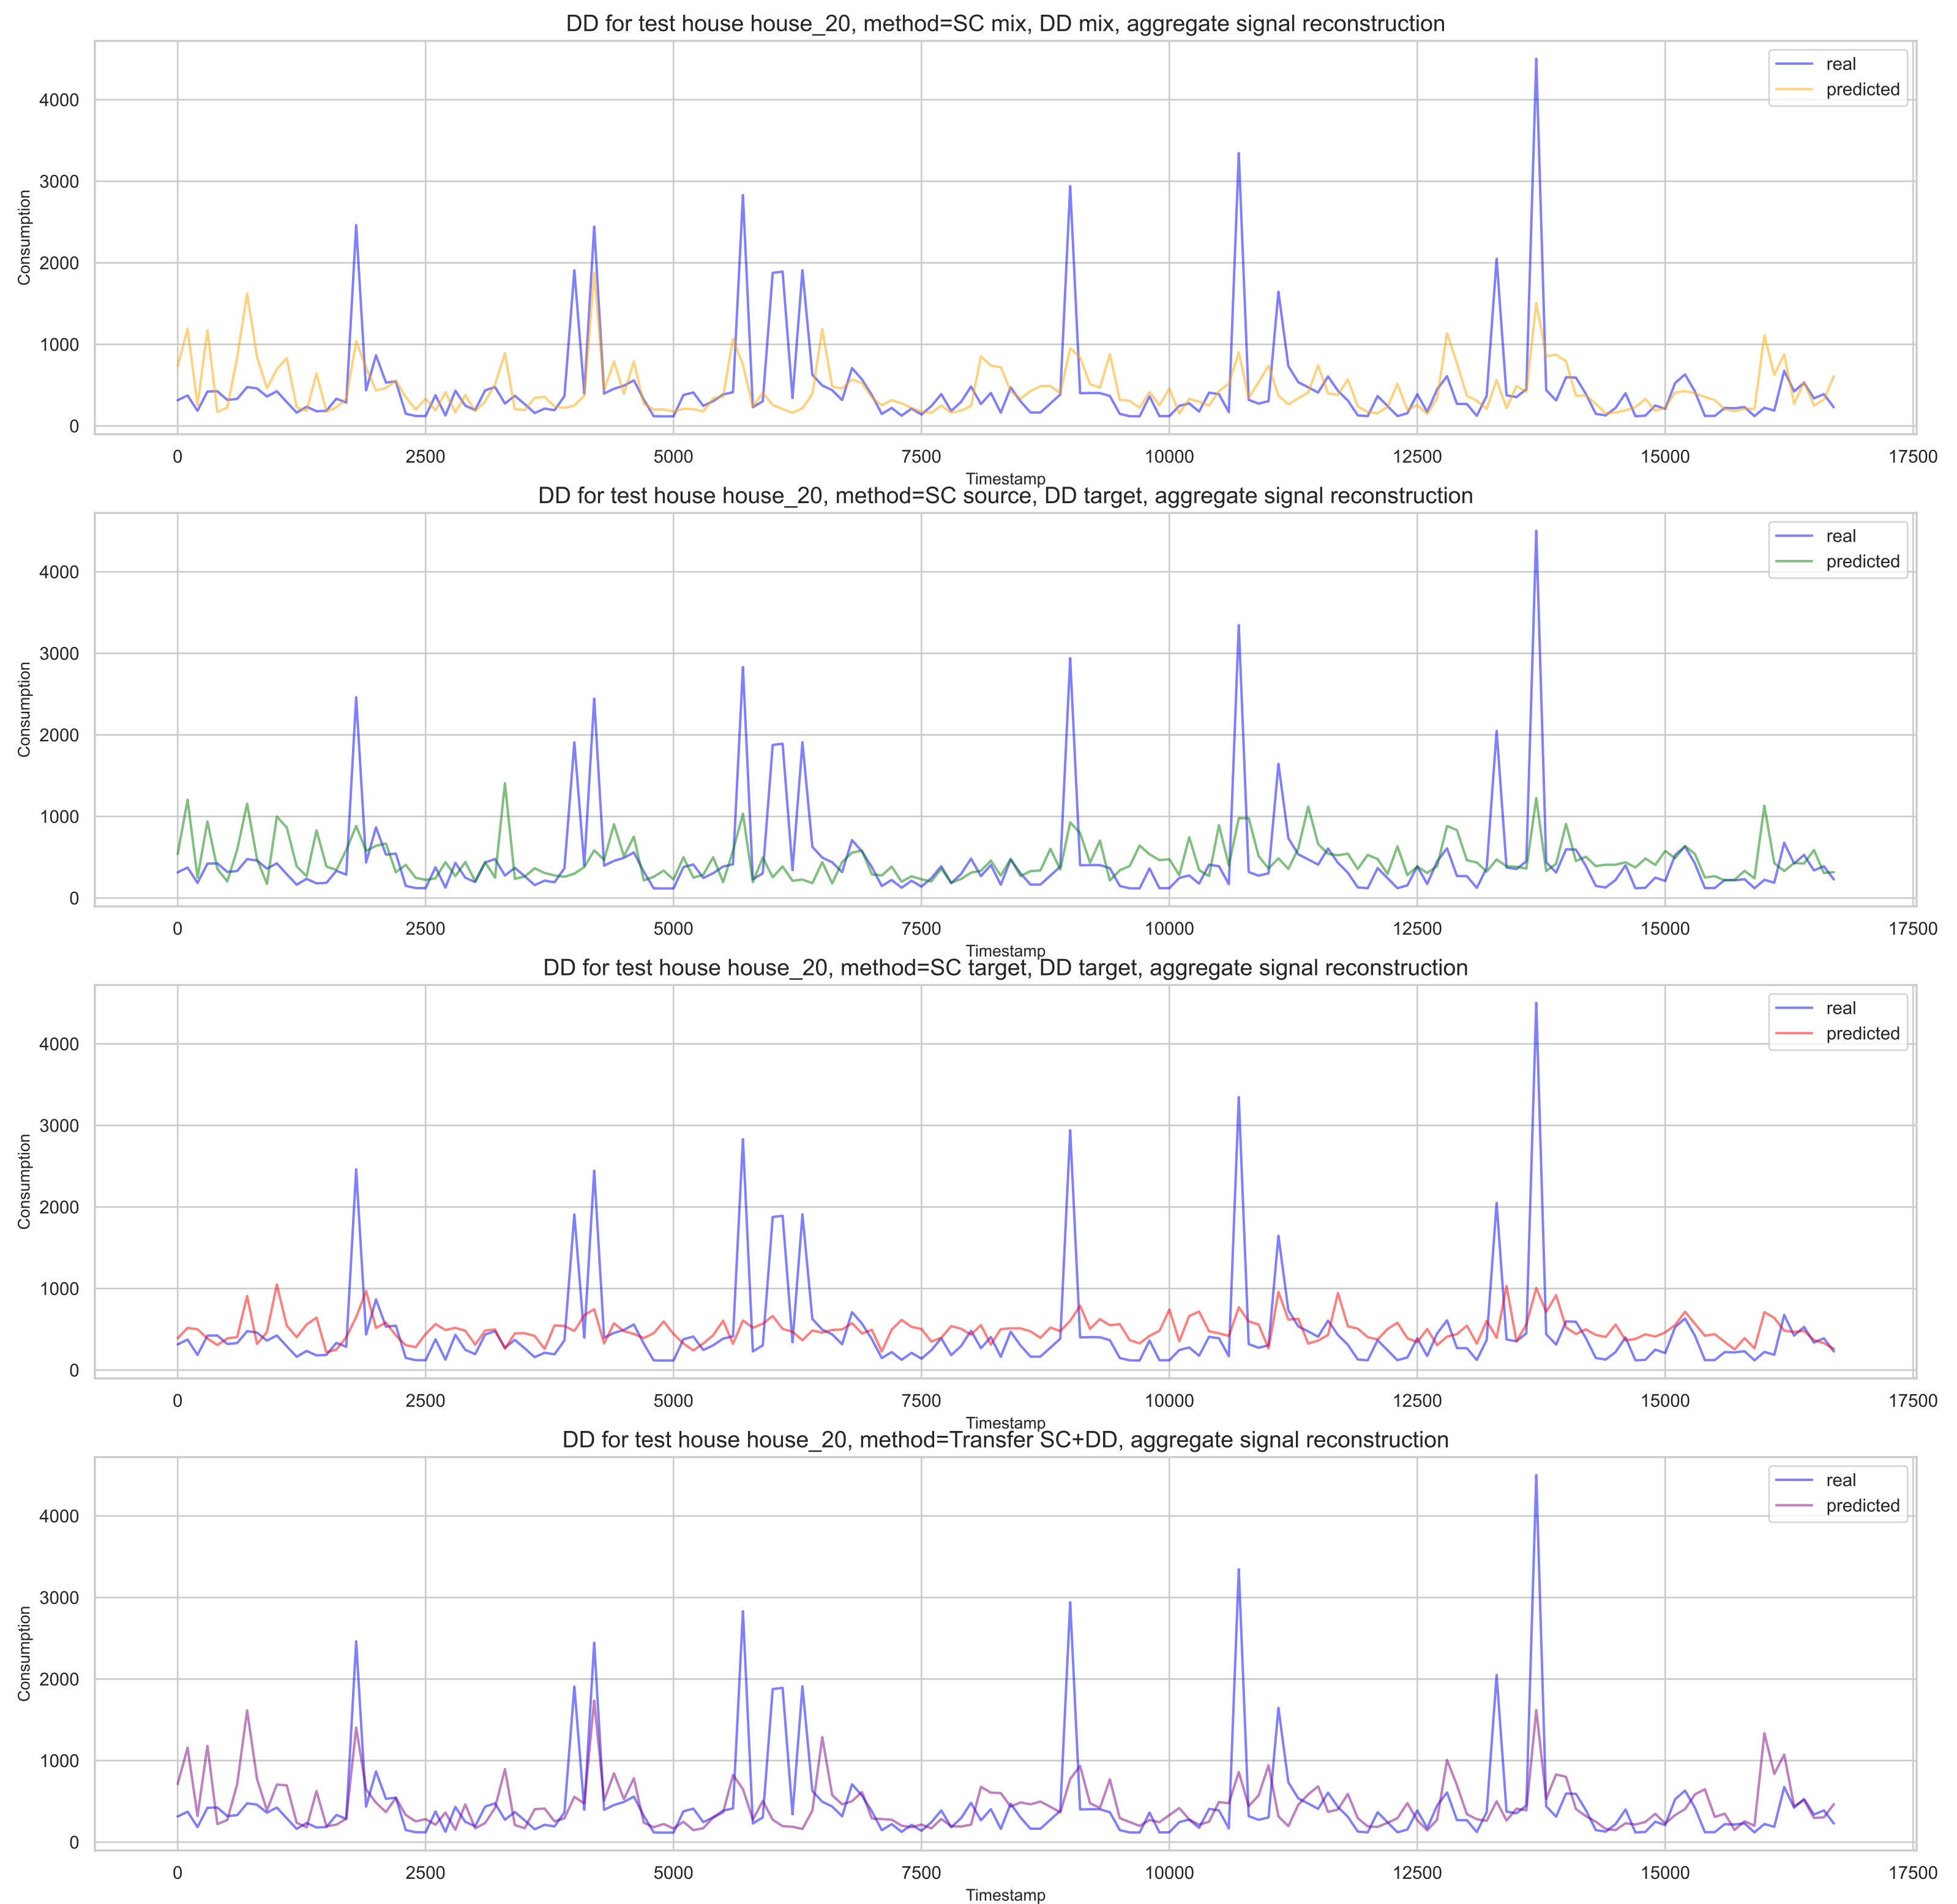 DD for test house house_20, method=SC mix, DD mix, aggregate signal reconstruction
real
predicted
4000
3000
2000
1000
0
Consumption
0 2500 5000 7500 10000 12500 15000 17500
Timestamp
DD for test house house_20, method=SC source, DD target, aggregate signal reconstruction
real
predicted
4000
3000
2000
1000
0
Consumption
0 2500 5000 7500 10000 12500 15000 17500
Timestamp
DD for test house house_20, method=SC target, DD target, aggregate signal reconstruction
real
predicted
4000
3000
2000
1000
0
Consumption
0 2500 5000 7500 10000 12500 15000 17500
Timestamp
DD for test house house_20, method=Transfer SC+DD, aggregate signal reconstruction
real
predicted
4000
3000
2000
1000
0
Consumption
0 2500 5000 7500 10000 12500 15000 17500
Timestamp